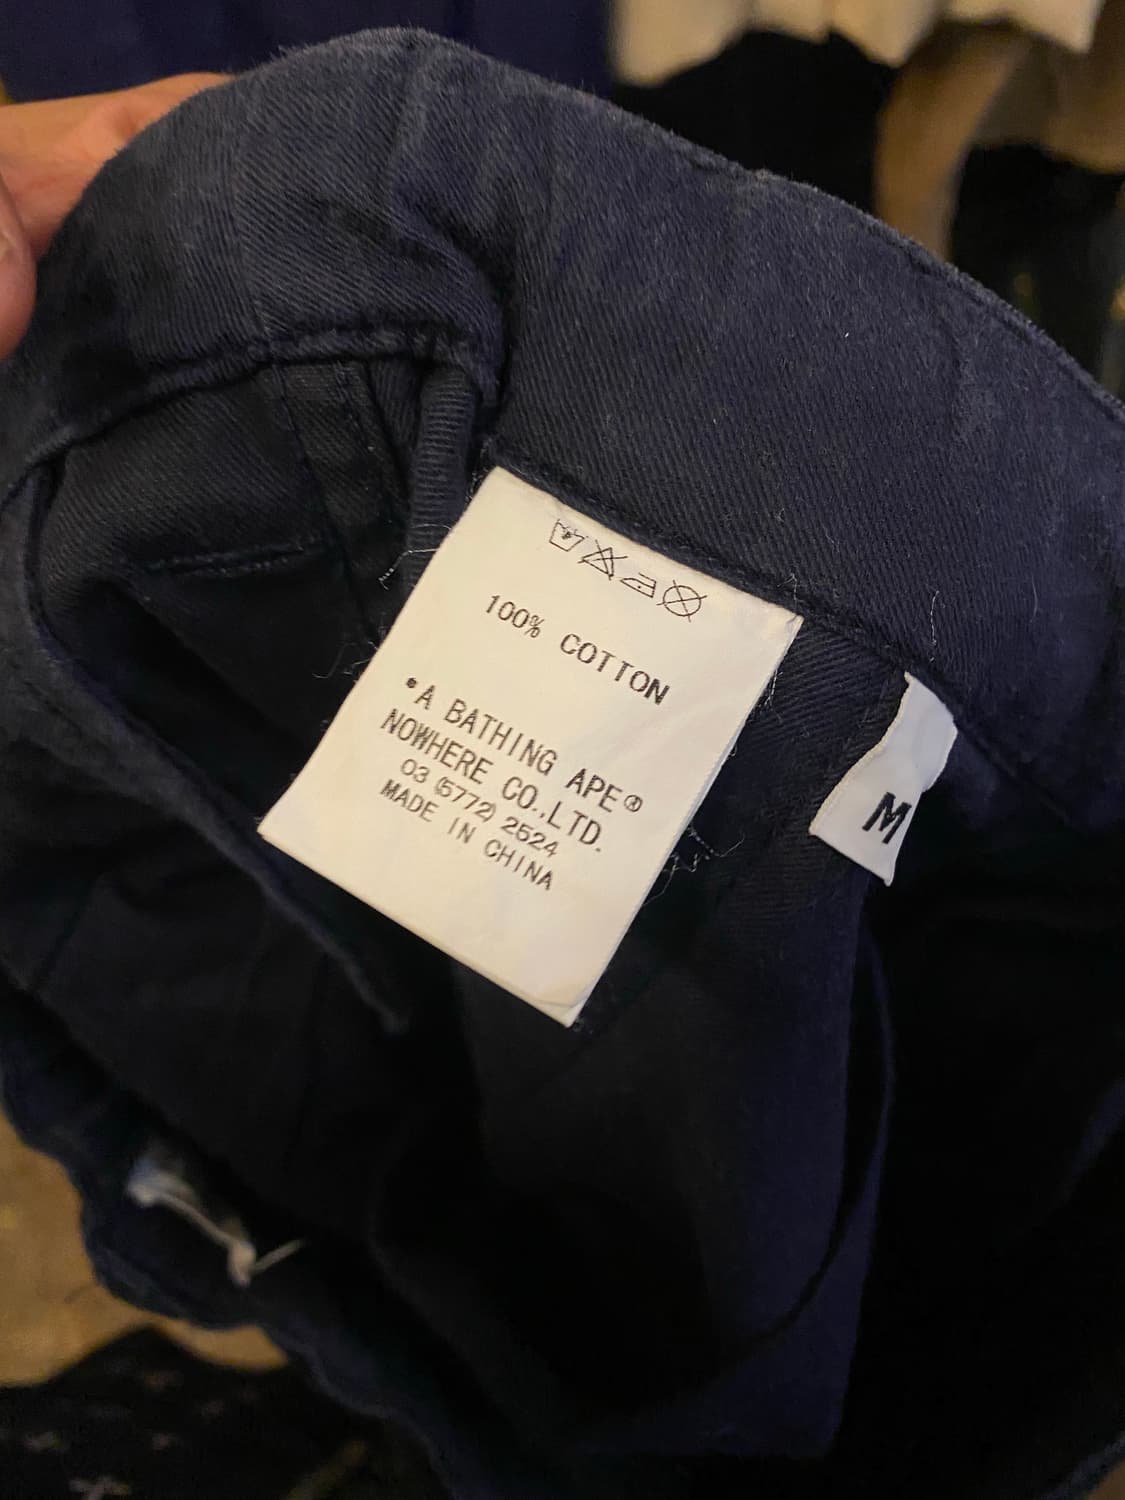 100% COTTON
•A BATHING APE®
NOWHERE CO.,LTD.
03 (5772) 2524
MADE IN CHINA
M